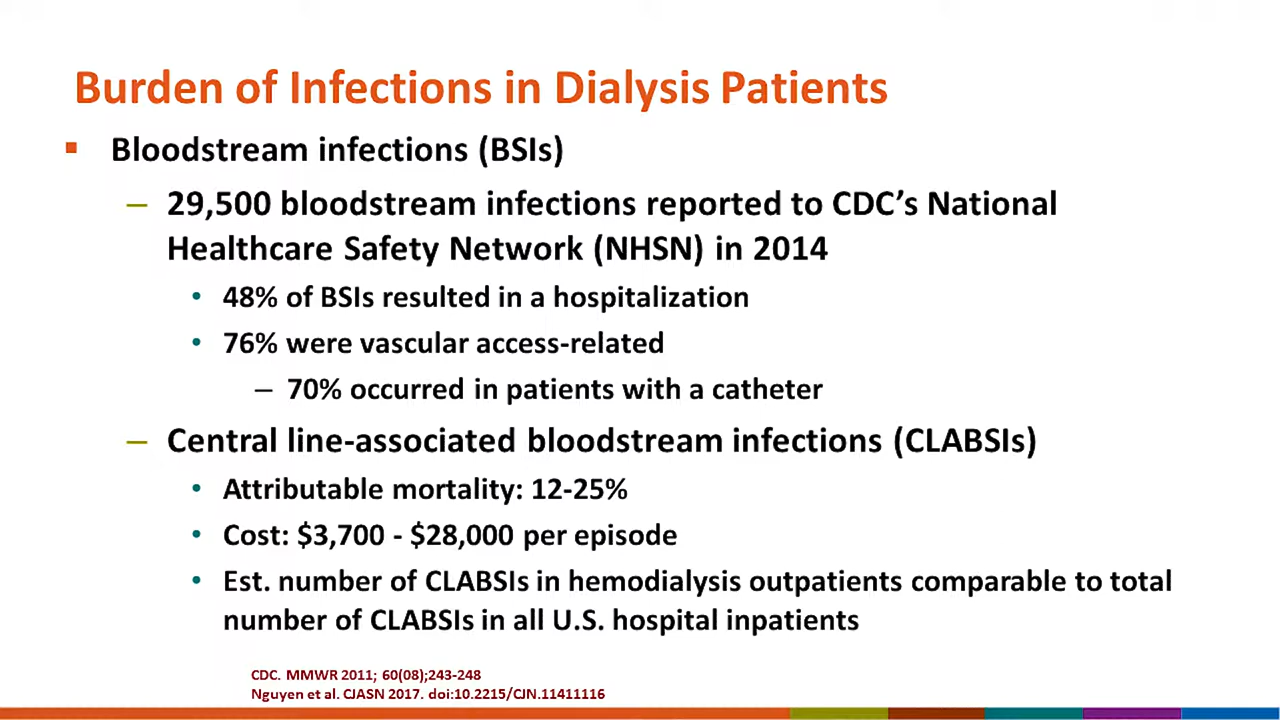 Burden of Infections in Dialysis Patients
▪ Bloodstream infections (BSIs)
– 29,500 bloodstream infections reported to CDC’s National
Healthcare Safety Network (NHSN) in 2014
• 48% of BSIs resulted in a hospitalization
• 76% were vascular access-related
– 70% occurred in patients with a catheter
– Central line-associated bloodstream infections (CLABSIs)
• Attributable mortality: 12-25%
• Cost: $3,700 - $28,000 per episode
• Est. number of CLABSIs in hemodialysis outpatients comparable to total
number of CLABSIs in all U.S. hospital inpatients
CDC. MMWR 2011; 60(08);243-248
Nguyen et al. CJASN 2017. doi:10.2215/CJN.11411116